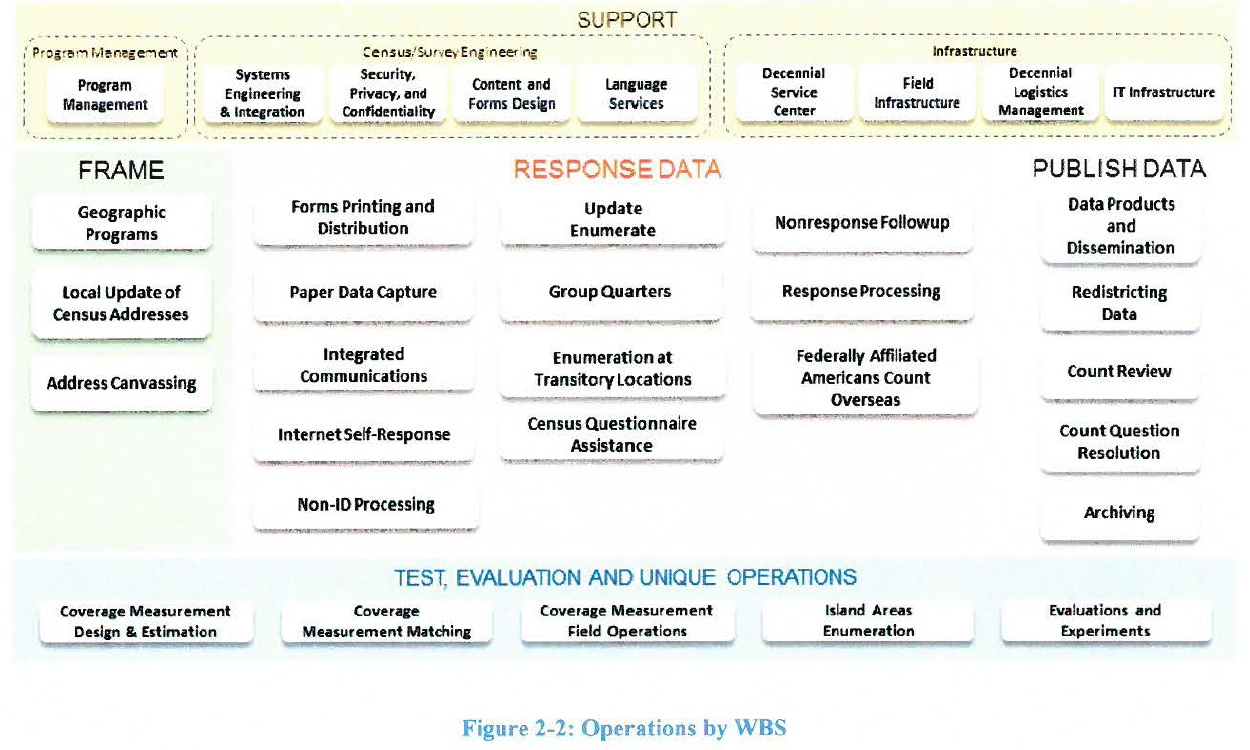 SUPPORT
Program Management
Program
Management
Census/Survey Engineering
Systems
Engineering
& Integration
Security,
Privacy, and
Confidentiality
Content and
Forms Design
Language
Services
Infrastructure
Decennial
Service
Center
Field
Infrastructure
Decennial
Logistics
Management
IT Infrastructure
FRAME
Geographic
Programs
Local Update of
Census Addresses
Address Canvassing
RESPONSE DATA
Forms Printing and
Distribution
Paper Data Capture
Integrated
Communications
Internet Self-Response
Non-ID Processing
Update
Enumerate
Group Quarters
Enumeration at
Transitory Locations
Census Questionnaire
Assistance
Nonresponse Followup
Response Processing
Federally Affiliated
Americans Count
Overseas
PUBLISH DATA
Data Products
and
Dissemination
Redistricting
Data
Count Review
Count Question
Resolution
Archiving
TEST, EVALUATION AND UNIQUE OPERATIONS
Coverage Measurement
Design & Estimation
Coverage
Measurement Matching
Coverage Measurement
Field Operations
Island Areas
Enumeration
Evaluations and
Experiments
Figure 2-2: Operations by WBS